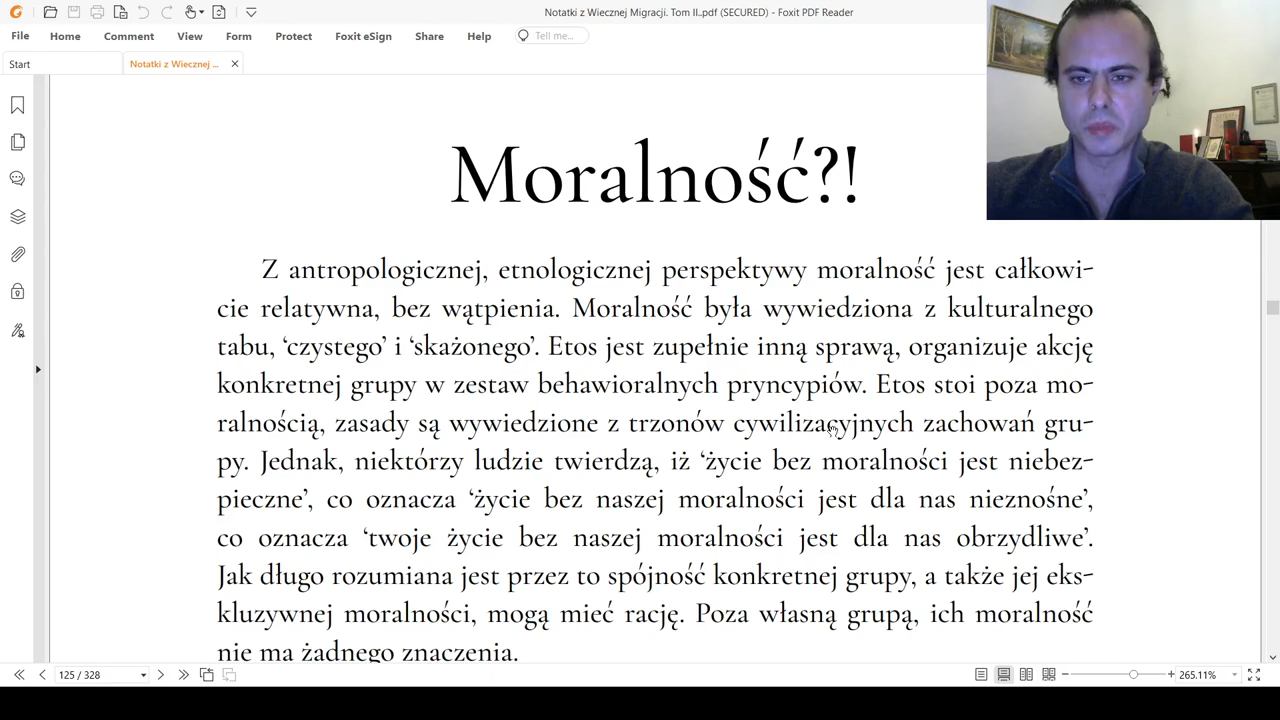 Notatki z Wiecznej Migracji. Tom II..pdf (SECURED) - Foxit PDF Reader
File Home Comment View Form Protect Foxit eSign Share Help Tell me...
Start Notatki z Wiecznej ...
Moralność?!
Z antropologicznej, etnologicznej perspektywy moralność jest całkowi-
cie relatywna, bez wątpienia. Moralność była wywiedziona z kulturalnego
tabu, ‘czystego’ i ‘skażonego’. Etos jest zupełnie inną sprawą, organizuje akcję
konkretnej grupy w zestaw behawioralnych pryncypiów. Etos stoi poza mo-
ralnością, zasady są wywiedzione z trzonów cywilizacyjnych zachowań gru-
py. Jednak, niektórzy ludzie twierdzą, iż ‘życie bez moralności jest niebez-
pieczne’, co oznacza ‘życie bez naszej moralności jest dla nas nieznośne’,
co oznacza ‘twoje życie bez naszej moralności jest dla nas obrzydliwe’.
Jak długo rozumiana jest przez to spójność konkretnej grupy, a także jej eks-
kluzywnej moralności, mogą mieć rację. Poza własną grupą, ich moralność
nie ma żadnego znaczenia.
125 / 328 265.11%